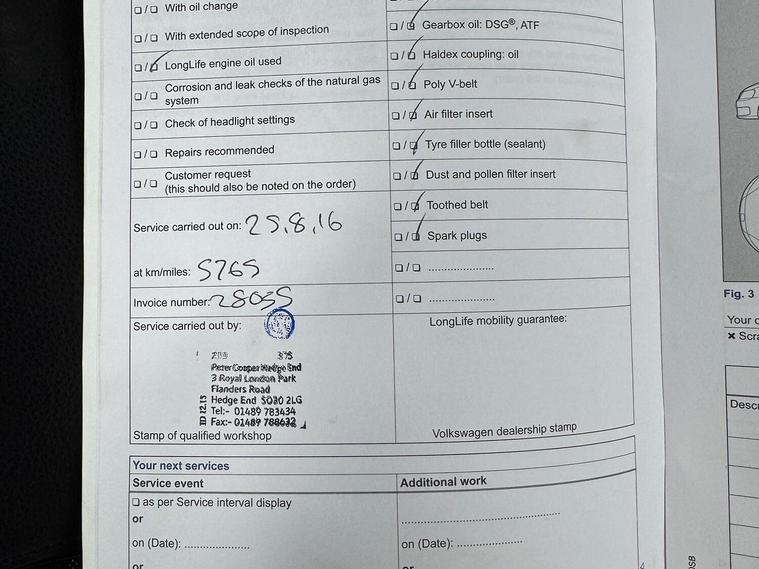 With oil change
With extended scope of inspection
LongLife engine oil used
Corrosion and leak checks of the natural gas
system
Check of headlight settings
Repairs recommended
Customer request
(this should also be noted on the order)
Service carried out on: 25.8.16
at km/miles: 5765
Invoice number: 28055
Service carried out by:
Peter Cooper Hedge End
3 Royal London Park
Flanders Road
Hedge End SO30 2LG
Tel:- 01489 783434
Fax:- 01489 788632
ID 12.13
Stamp of qualified workshop
Gearbox oil: DSG®, ATF
Haldex coupling: oil
Poly V-belt
Air filter insert
Tyre filler bottle (sealant)
Dust and pollen filter insert
Toothed belt
Spark plugs
LongLife mobility guarantee:
Volkswagen dealership stamp
Your next services
Service event
as per Service interval display
or
on (Date): ....................
or
Additional work
on (Date): ....................
or
Fig. 3
Your
× Scra
Descr